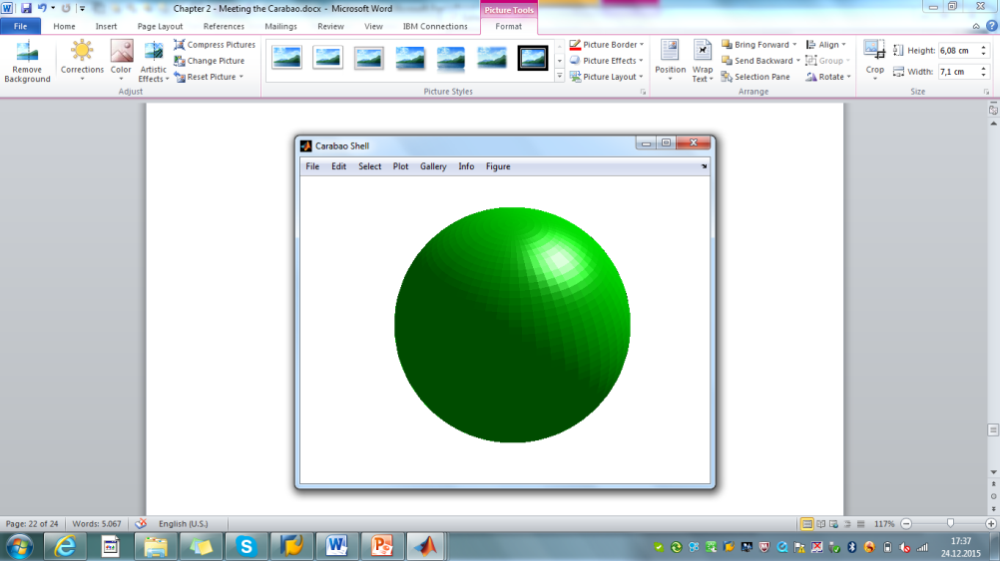 Chapter 2 - Meeting the Carabao.docx - Microsoft Word
Picture Tools
File Home Insert Page Layout References Mailings Review View IBM Connections Format
Remove Background
Corrections
Color
Artistic Effects
Compress Pictures
Change Picture
Reset Picture
Adjust
Picture Styles
Picture Border
Picture Effects
Picture Layout
Position
Wrap Text
Bring Forward
Send Backward
Selection Pane
Align
Group
Rotate
Arrange
Crop
Height: 6,08 cm
Width: 7,1 cm
Size
Carabao Shell
File Edit Select Plot Gallery Info Figure
Page: 22 of 24 Words: 5.067 English (U.S.) 117%
17:37
24.12.2015